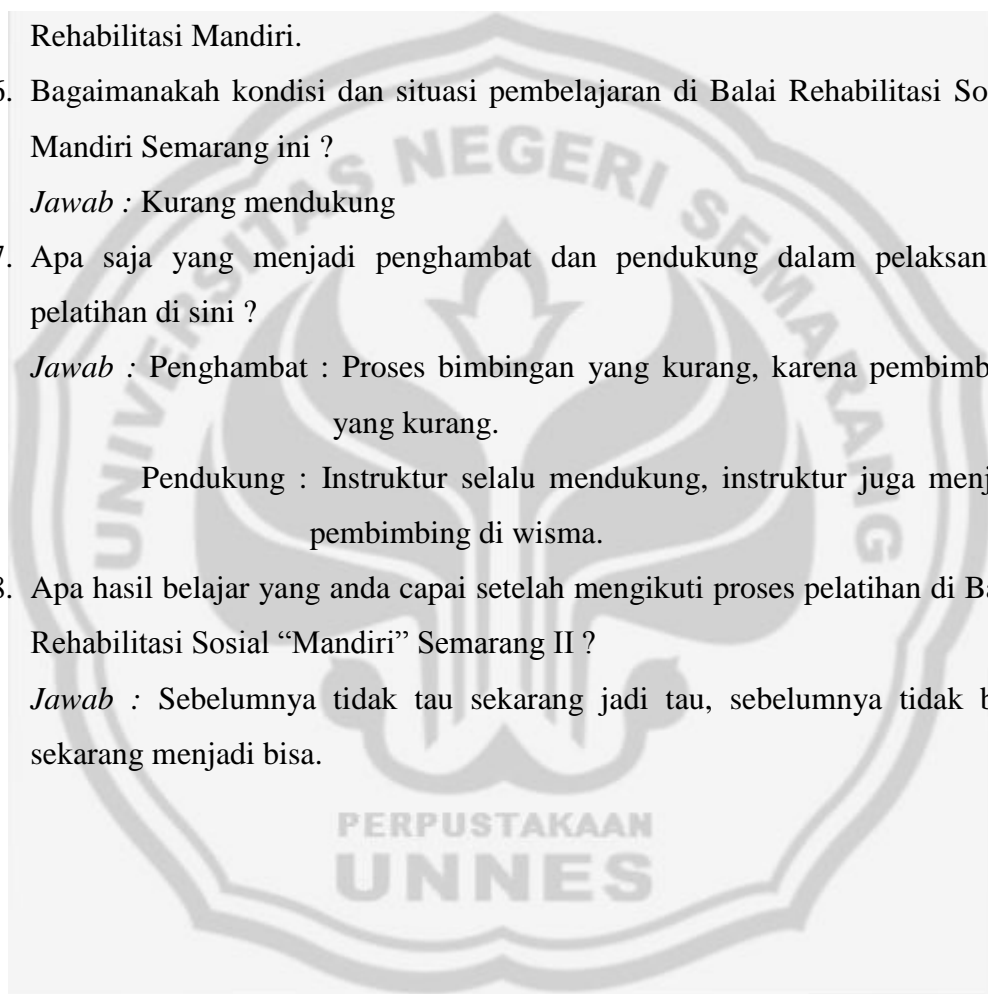 Rehabilitasi Mandiri.
6. Bagaimanakah kondisi dan situasi pembelajaran di Balai Rehabilitasi So
Mandiri Semarang ini ?
Jawab : Kurang mendukung
7. Apa saja yang menjadi penghambat dan pendukung dalam pelaksan
pelatihan di sini ?
Jawab : Penghambat : Proses bimbingan yang kurang, karena pembimb
yang kurang.
Pendukung : Instruktur selalu mendukung, instruktur juga menj
pembimbing di wisma.
8. Apa hasil belajar yang anda capai setelah mengikuti proses pelatihan di Ba
Rehabilitasi Sosial “Mandiri” Semarang II ?
Jawab : Sebelumnya tidak tau sekarang jadi tau, sebelumnya tidak b
sekarang menjadi bisa.
UNIVERSITAS NEGERI SEMARANG
PERPUSTAKAAN
UNNES